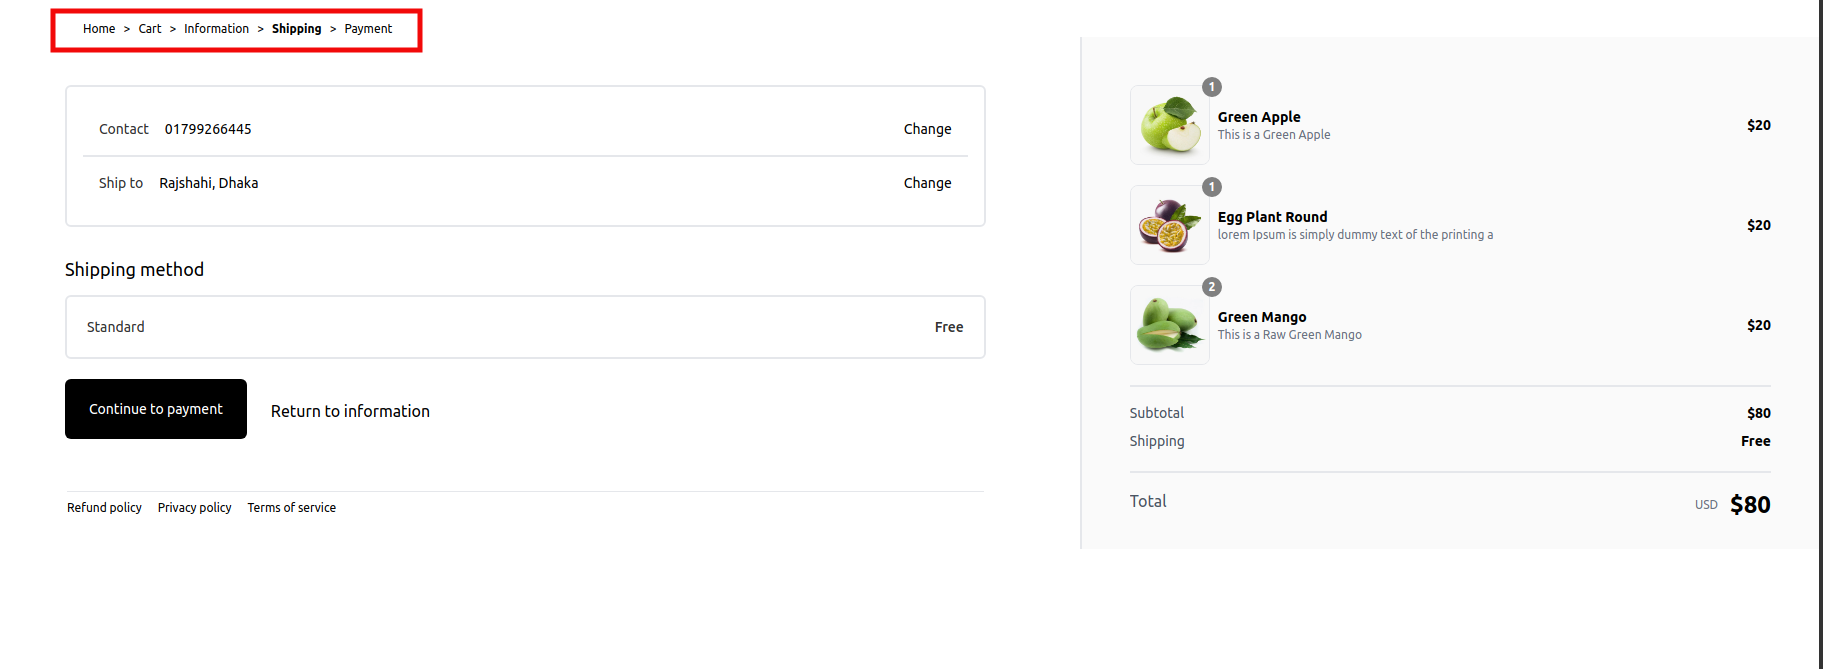 Home > Cart > Information > Shipping > Payment
Contact 01799266445 Change
Ship to Rajshahi, Dhaka Change
Shipping method
Standard Free
Continue to payment Return to information
Refund policy Privacy policy Terms of service
1
Green Apple
This is a Green Apple
$20
1
Egg Plant Round
lorem Ipsum is simply dummy text of the printing a
$20
2
Green Mango
This is a Raw Green Mango
$20
Subtotal $80
Shipping Free
Total USD $80